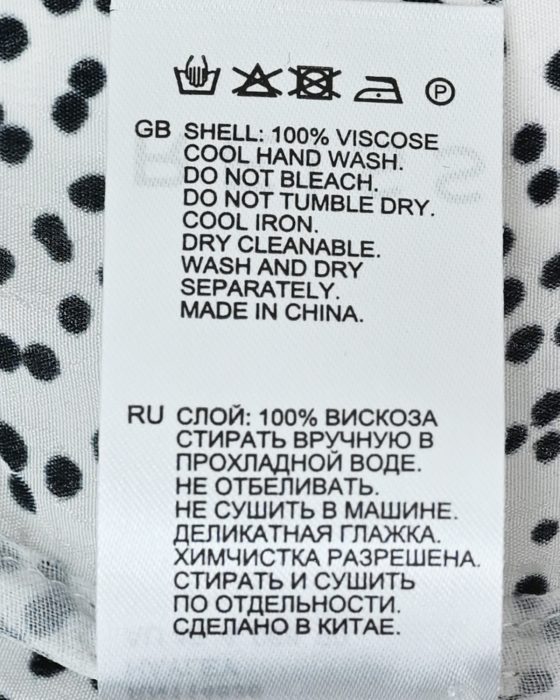 P
GB SHELL: 100% VISCOSE
COOL HAND WASH.
DO NOT BLEACH.
DO NOT TUMBLE DRY.
COOL IRON.
DRY CLEANABLE.
WASH AND DRY
SEPARATELY.
MADE IN CHINA.
RU СЛОЙ: 100% ВИСКОЗА
СТИРАТЬ ВРУЧНУЮ В
ПРОХЛАДНОЙ ВОДЕ.
НЕ ОТБЕЛИВАТЬ.
НЕ СУШИТЬ В МАШИНЕ.
ДЕЛИКАТНАЯ ГЛАЖКА.
ХИМЧИСТКА РАЗРЕШЕНА.
СТИРАТЬ И СУШИТЬ
ПО ОТДЕЛЬНОСТИ.
СДЕЛАНО В КИТАЕ.